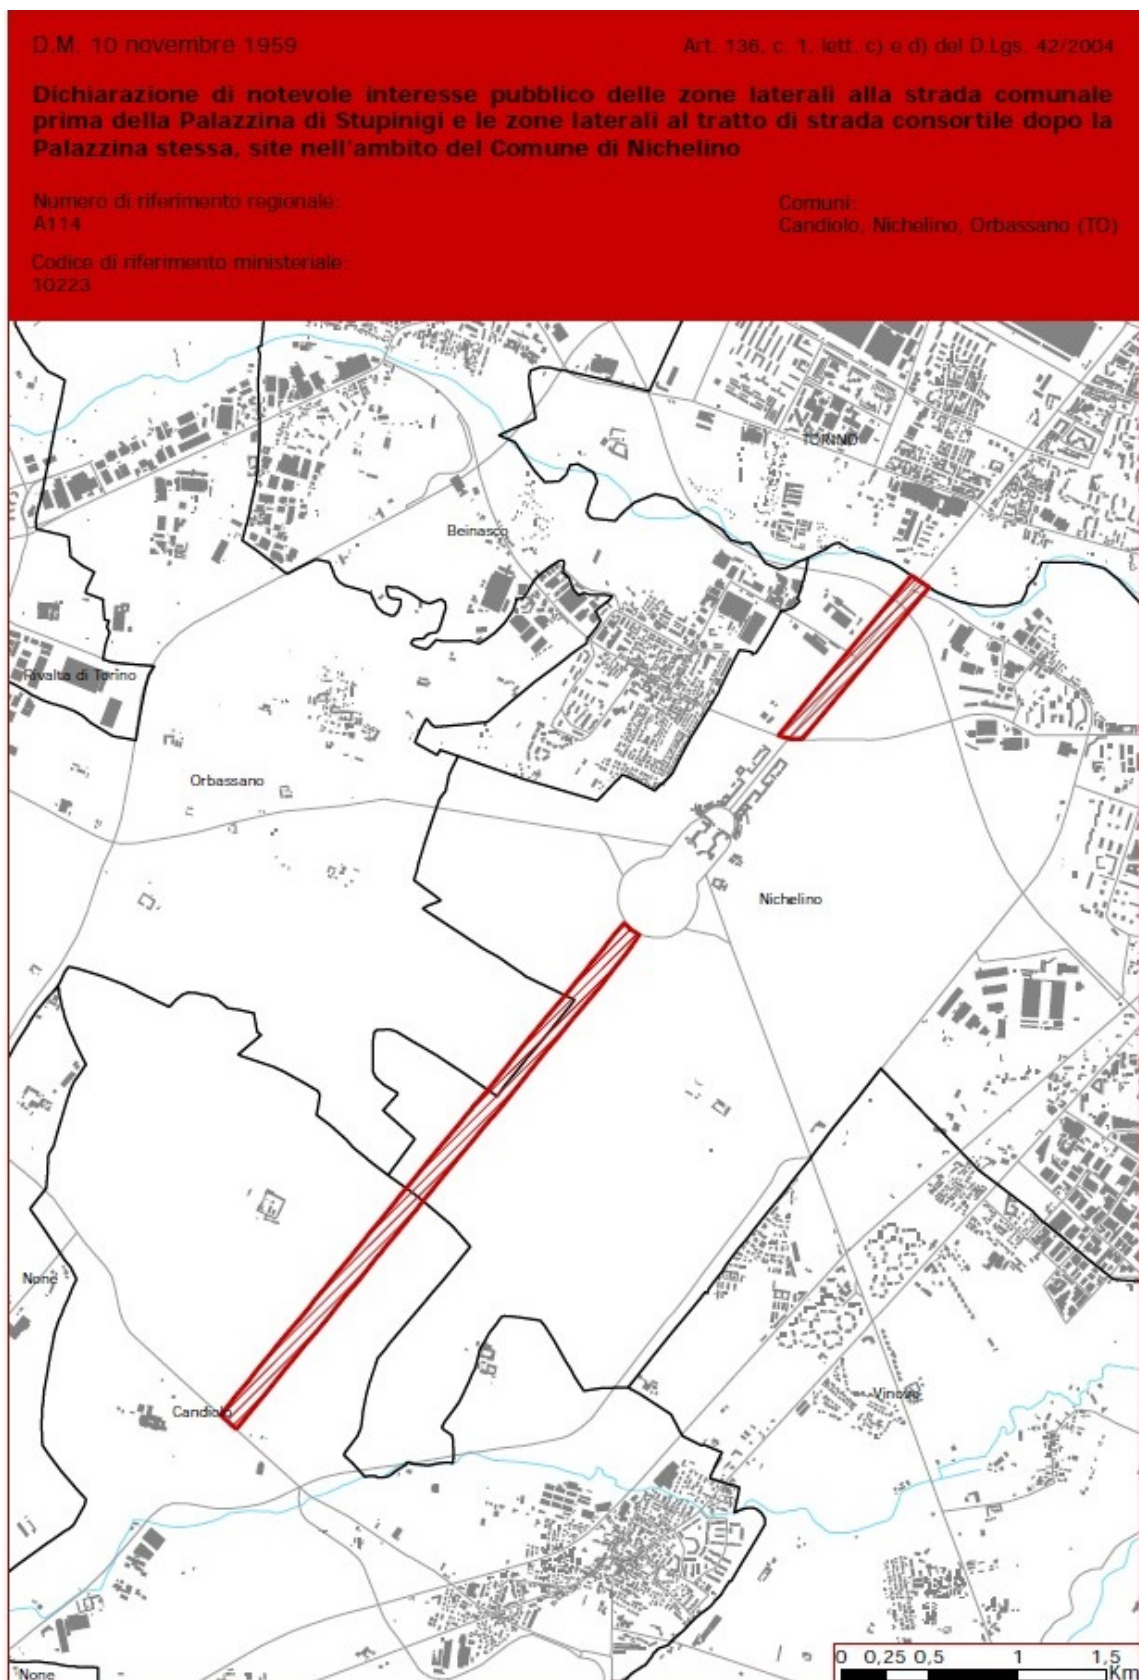 D.M. 10 novembre 1959
Art. 136, c. 1, lett. c) e d) del D.Lgs. 42/2004
Dichiarazione di notevole interesse pubblico delle zone laterali alla strada comunale
prima della Palazzina di Stupinigi e le zone laterali al tratto di strada consortile dopo la
Palazzina stessa, site nell'ambito del Comune di Nichelino
Numero di riferimento regionale:
A114
Comuni:
Candiolo, Nichelino, Orbassano (TO)
Codice di riferimento ministeriale:
10223
TORINO
Beinasco
Rivalta di Torino
Orbassano
Nichelino
None
Vinovo
Candiolo
None
0 0,25 0,5 1 1,5
Km